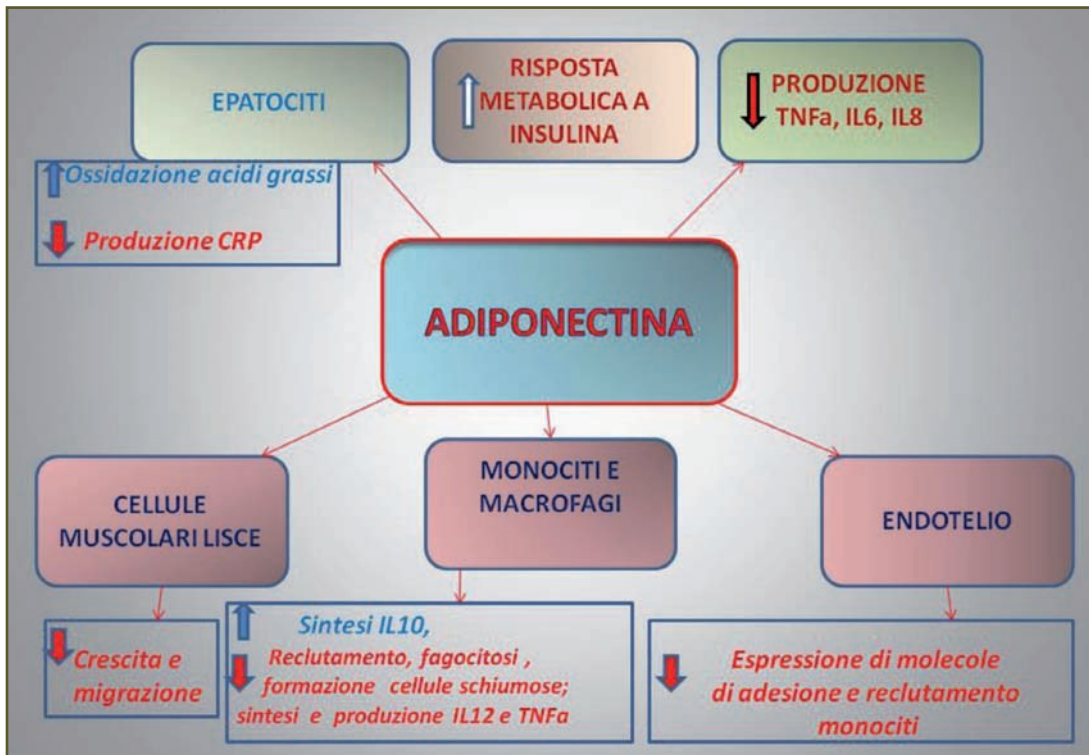 EPATOCITI
RISPOSTA
METABOLICA A
INSULINA
PRODUZIONE
TNFa, IL6, IL8
Ossidazione acidi grassi
Produzione CRP
ADIPONECTINA
CELLULE
MUSCOLARI LISCE
MONOCITI E
MACROFAGI
ENDOTELIO
Crescita e
migrazione
Sintesi IL10,
Reclutamento, fagocitosi ,
formazione cellule schiumose;
sintesi e produzione IL12 e TNFa
Espressione di molecole
di adesione e reclutamento
monociti